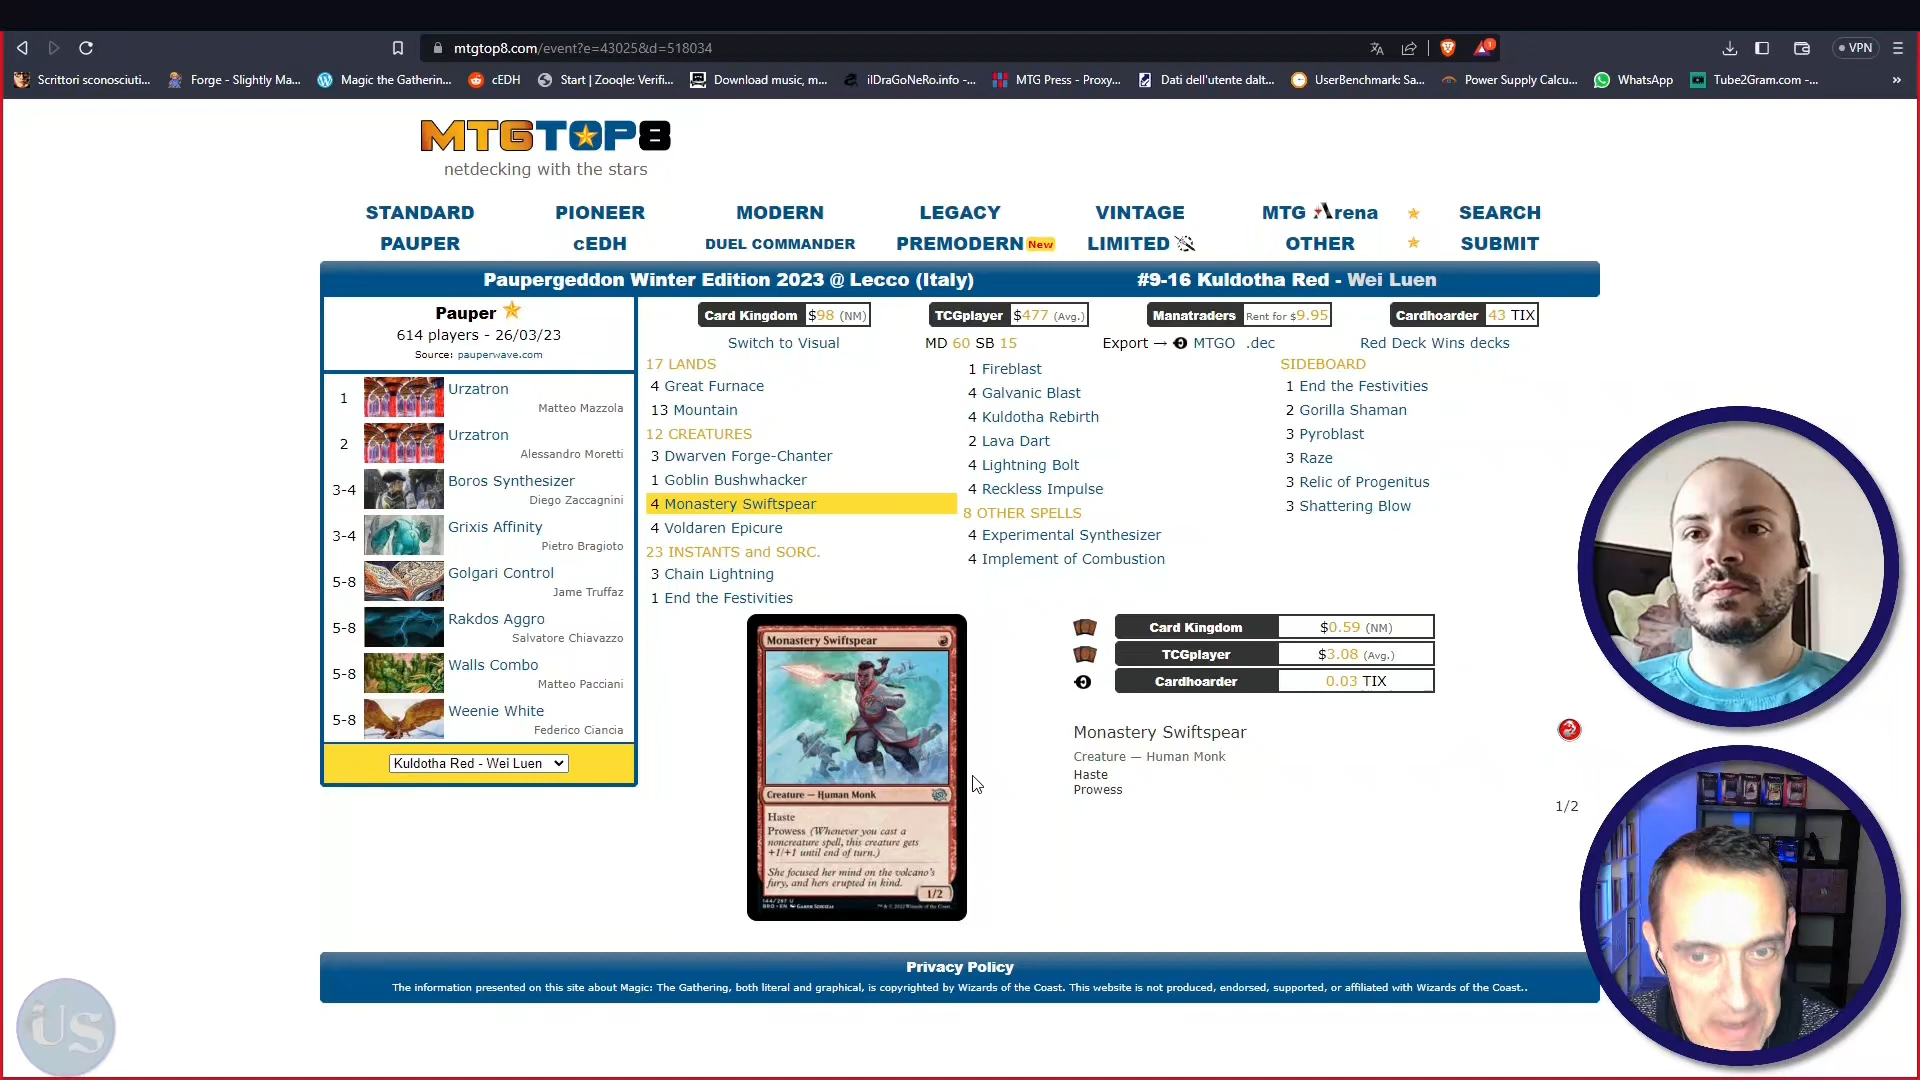 mtgtop8.com/event?e=43025&d=518034
1
VPN
Scrittori sconosciuti...
Forge - Slightly Ma...
Magic the Gatherin...
cEDH
Start | Zooqle: Verifi...
Download music, m...
ilDraGoNeRo.info -...
MTG Press - Proxy...
Dati dell'utente dalt...
UserBenchmark: Sa...
Power Supply Calcu...
WhatsApp
Tube2Gram.com -...
»
MTGTOP8
netdecking with the stars
STANDARD PIONEER MODERN LEGACY VINTAGE MTG Arena SEARCH
PAUPER cEDH DUEL COMMANDER PREMODERN New LIMITED OTHER SUBMIT
Paupergeddon Winter Edition 2023 @ Lecco (Italy)
#9-16 Kuldotha Red - Wei Luen
Pauper
614 players - 26/03/23
Source: pauperwave.com
1 Urzatron
Matteo Mazzola
2 Urzatron
Alessandro Moretti
3-4 Boros Synthesizer
Diego Zaccagnini
3-4 Grixis Affinity
Pietro Bragioto
5-8 Golgari Control
Jame Truffaz
5-8 Rakdos Aggro
Salvatore Chiavazzo
5-8 Walls Combo
Matteo Pacciani
5-8 Weenie White
Federico Ciancia
Kuldotha Red - Wei Luen
Card Kingdom $98 (NM)
TCGplayer $477 (Avg.)
Manatraders Rent for $9.95
Cardhoarder 43 TIX
Switch to Visual
MD 60 SB 15
Export → MTGO .dec
Red Deck Wins decks
17 LANDS
4 Great Furnace
13 Mountain
12 CREATURES
3 Dwarven Forge-Chanter
1 Goblin Bushwhacker
4 Monastery Swiftspear
4 Voldaren Epicure
23 INSTANTS and SORC.
3 Chain Lightning
1 End the Festivities
1 Fireblast
4 Galvanic Blast
4 Kuldotha Rebirth
2 Lava Dart
4 Lightning Bolt
4 Reckless Impulse
8 OTHER SPELLS
4 Experimental Synthesizer
4 Implement of Combustion
SIDEBOARD
1 End the Festivities
2 Gorilla Shaman
3 Pyroblast
3 Raze
3 Relic of Progenitus
3 Shattering Blow
Monastery Swiftspear
Creature — Human Monk
Haste
Prowess (Whenever you cast a
noncreature spell, this creature gets
+1/+1 until end of turn.)
She focused her mind on the volcano's
fury, and hers erupted in kind.
1/2
Card Kingdom $0.59 (NM)
TCGplayer $3.08 (Avg.)
Cardhoarder 0.03 TIX
Monastery Swiftspear
Creature — Human Monk
Haste
Prowess
1/2
Privacy Policy
The information presented on this site about Magic: The Gathering, both literal and graphical, is copyrighted by Wizards of the Coast. This website is not produced, endorsed, supported, or affiliated with Wizards of the Coast..
US